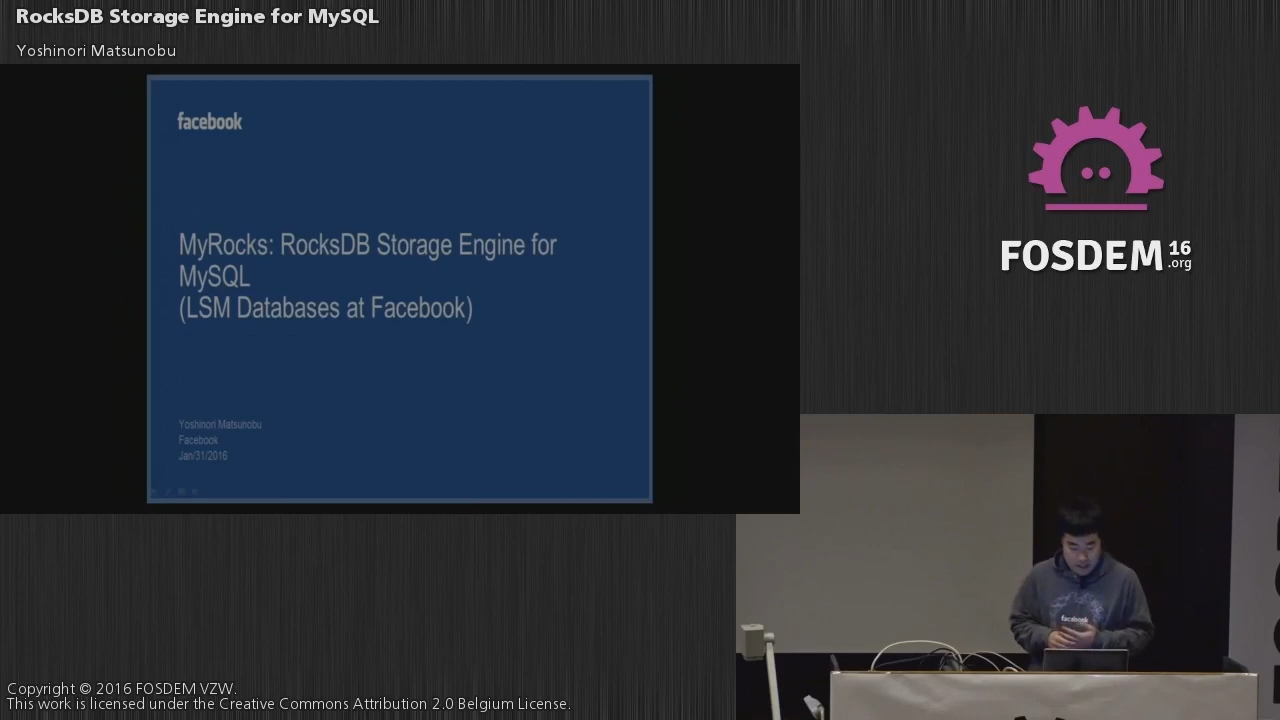 RocksDB Storage Engine for MySQL
Yoshinori Matsunobu
facebook
MyRocks: RocksDB Storage Engine for
MySQL
(LSM Databases at Facebook)
Yoshinori Matsunobu
Facebook
Jan/31/2016
FOSDEM 16
.org
facebook
Copyright © 2016 FOSDEM VZW.
This work is licensed under the Creative Commons Attribution 2.0 Belgium License.